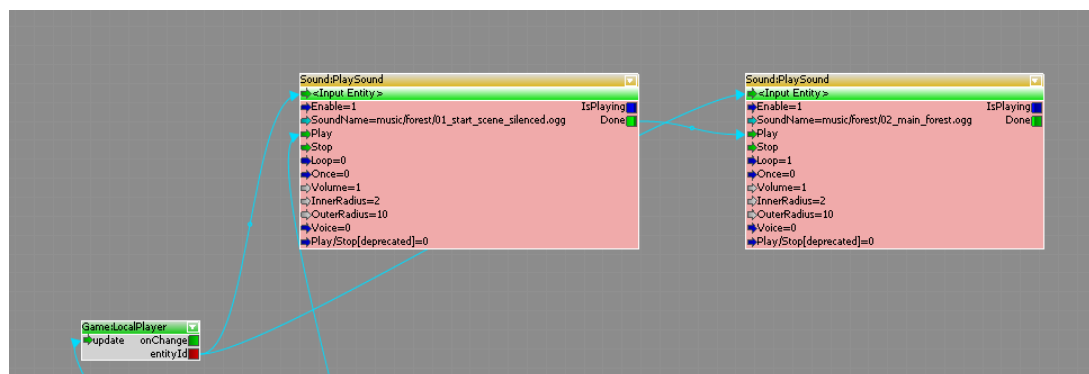 Sound:PlaySound
<Input Entity>
Enable=1 IsPlaying
SoundName=music/forest/01_start_scene_silenced.ogg Done
Play
Stop
Loop=0
Once=0
Volume=1
InnerRadius=2
OuterRadius=10
Voice=0
Play/Stop[deprecated]=0
Sound:PlaySound
<Input Entity>
Enable=1 IsPlaying
SoundName=music/forest/02_main_forest.ogg Done
Play
Stop
Loop=1
Once=0
Volume=1
InnerRadius=2
OuterRadius=10
Voice=0
Play/Stop[deprecated]=0
Game:LocalPlayer
update onChange
entityId